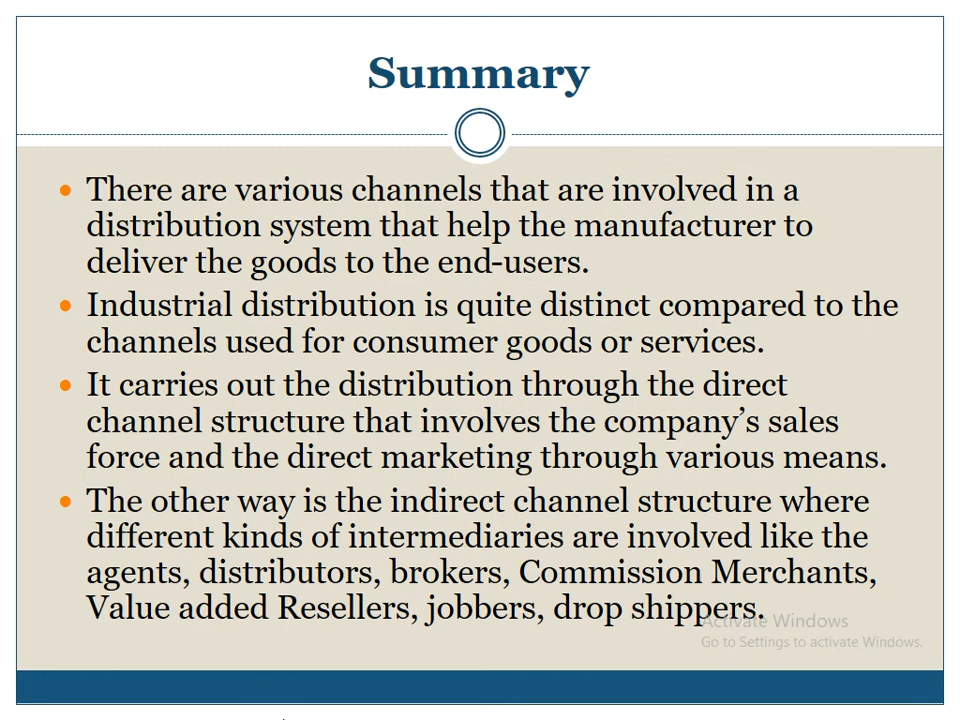 Summary
• There are various channels that are involved in a
distribution system that help the manufacturer to
deliver the goods to the end-users.
• Industrial distribution is quite distinct compared to the
channels used for consumer goods or services.
• It carries out the distribution through the direct
channel structure that involves the company’s sales
force and the direct marketing through various means.
• The other way is the indirect channel structure where
different kinds of intermediaries are involved like the
agents, distributors, brokers, Commission Merchants,
Value added Resellers, jobbers, drop shippers.
Activate Windows
Go to Settings to activate Windows.